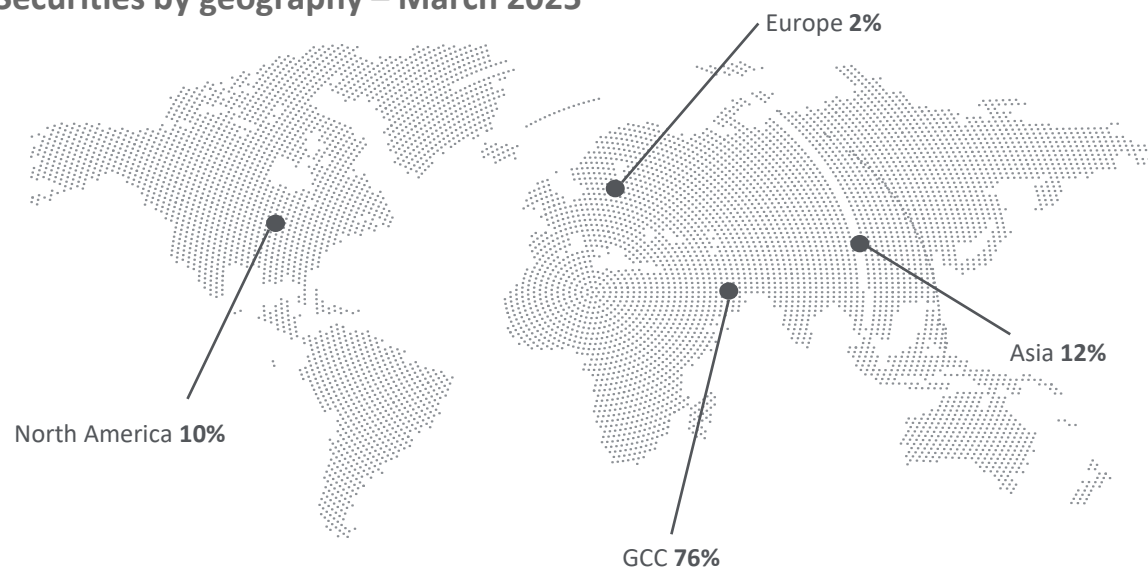 Securities by geography – March 2025
Europe 2%
Asia 12%
North America 10%
GCC 76%